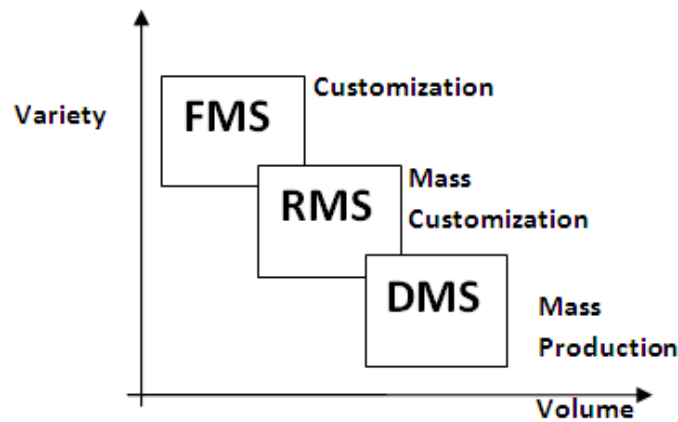 Customization
Variety
FMS
Mass
Customization
RMS
DMS
Mass
Production
Volume